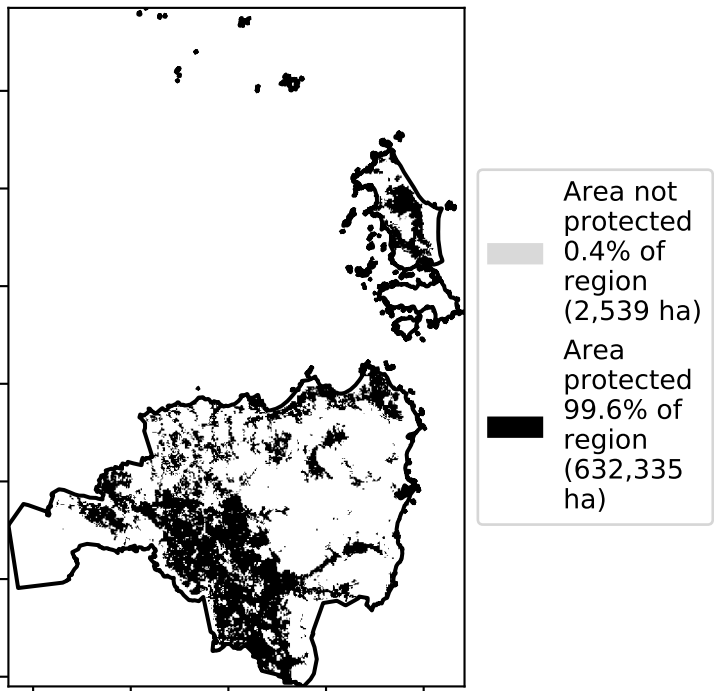 Area not
protected
0.4% of
region
(2,539 ha)
Area
protected
99.6% of
region
(632,335
ha)